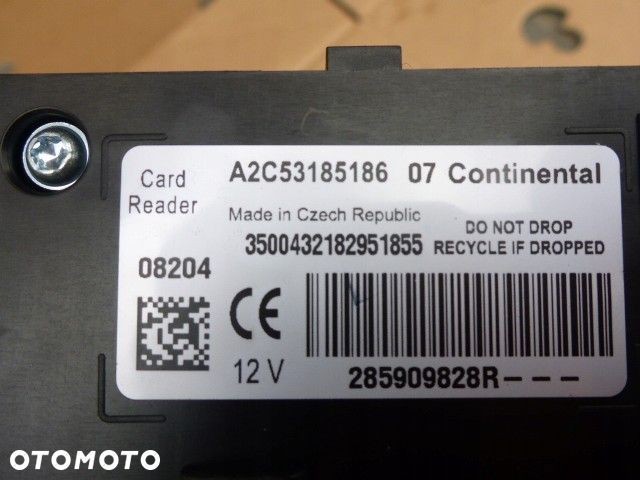 Card Reader
A2C53185186 07 Continental
Made in Czech Republic
3500432182951855
DO NOT DROP
RECYCLE IF DROPPED
08204
CE
12 V
285909828R---
OTOMOTO